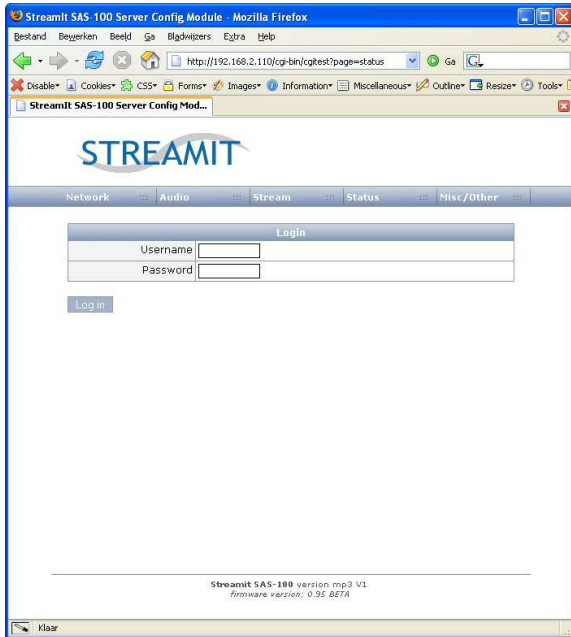 StreamIt SAS-100 Server Config Module - Mozilla Firefox
Bestand Bewerken Beeld Ga Bladwijzers Extra Help
http://192.168.2.110/cgi-bin/cgitest?page=status Ga G
Disable Cookies CSS Forms Images Information Miscellaneous Outline Resize Tools
StreamIt SAS-100 Server Config Mod...
STREAMIT
Network ::: Audio ::: Stream ::: Status ::: Misc/Other :::
Login
Username
Password
Log in
Streamit SAS-100 version mp3 V1
firmware version: 0.95 BETA
Klaar